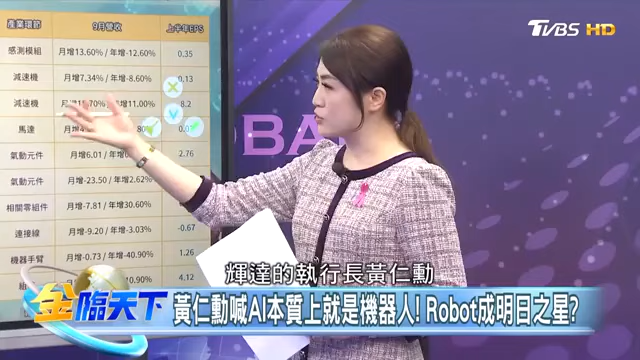 TVBS HD
產業環節 9月營收 上半年EPS
感測模組 月增13.60% / 年增-12.60% 0.35
減速機 月增7.34% / 年增-8.60% 0.13
減速機 年增11.00% 8.2
馬達
氣動元件 月增6.01 / 年增 2.76
氣動元件 月增-23.50 / 年增2.62%
相關零組件 月增-7.81 / 年增30.60%
連接線 月增-9.20 / 年增-3.03% -0.67
機器手臂 月增-0.73 / 年增-40.90% 1.26
4.12
OBA
輝達的執行長黃仁勳
金臨天下
黃仁勳喊AI本質上就是機器人! Robot成明日之星?